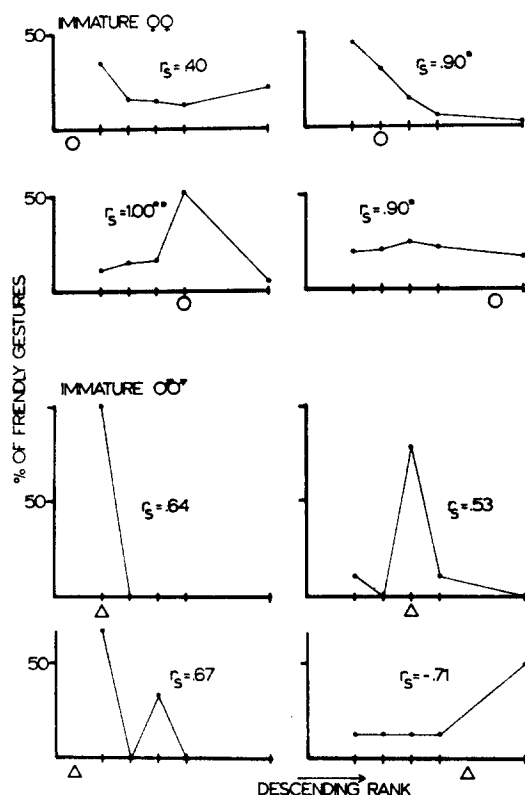 IMMATURE ♀♀
50
rs = .40
rs = .90*
50
rs = 1.00**
rs = .90*
% OF FRIENDLY GESTURES
IMMATURE ♂♂
50
rs = .64
rs = .53
50
rs = .67
rs = -.71
DESCENDING RANK